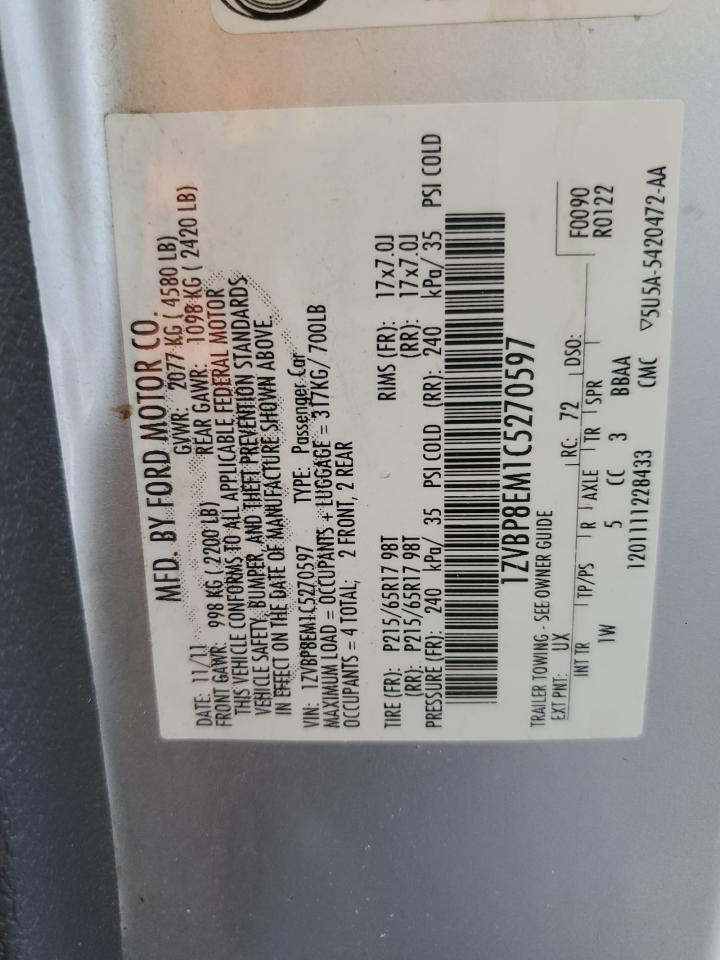 MFD. BY FORD MOTOR CO.
DATE: 11/11 GVWR: 2077 KG ( 4580 LB)
FRONT GAWR: 998 KG (2200 LB) REAR GAWR: 1098 KG ( 2420 LB)
THIS VEHICLE CONFORMS TO ALL APPLICABLE FEDERAL MOTOR
VEHICLE SAFETY, BUMPER, AND THEFT PREVENTION STANDARDS
IN EFFECT ON THE DATE OF MANUFACTURE SHOWN ABOVE.
VIN: 1ZVBP8EM1C5270597 TYPE: Passenger Car
MAXIMUM LOAD = OCCUPANTS + LUGGAGE = 317KG/ 700LB
OCCUPANTS = 4 TOTAL; 2 FRONT, 2 REAR
TIRE (FR): P215/65R17 98T RIMS (FR): 17x7.0J
(RR): P215/65R17 98T (RR): 17x7.0J
PRESSURE (FR): 240 kPa/ 35 PSI COLD (RR): 240 kPa/ 35 PSI COLD
1ZVBP8EM1C5270597
TRAILER TOWING - SEE OWNER GUIDE
EXT PNT: UX RC: 72 DSO: F0090
R0122
INT TR TP/PS R AXLE TR SPR
1W 5 CC 3 BBAA
1201111228433 CMC ▽5U5A-5420472-AA